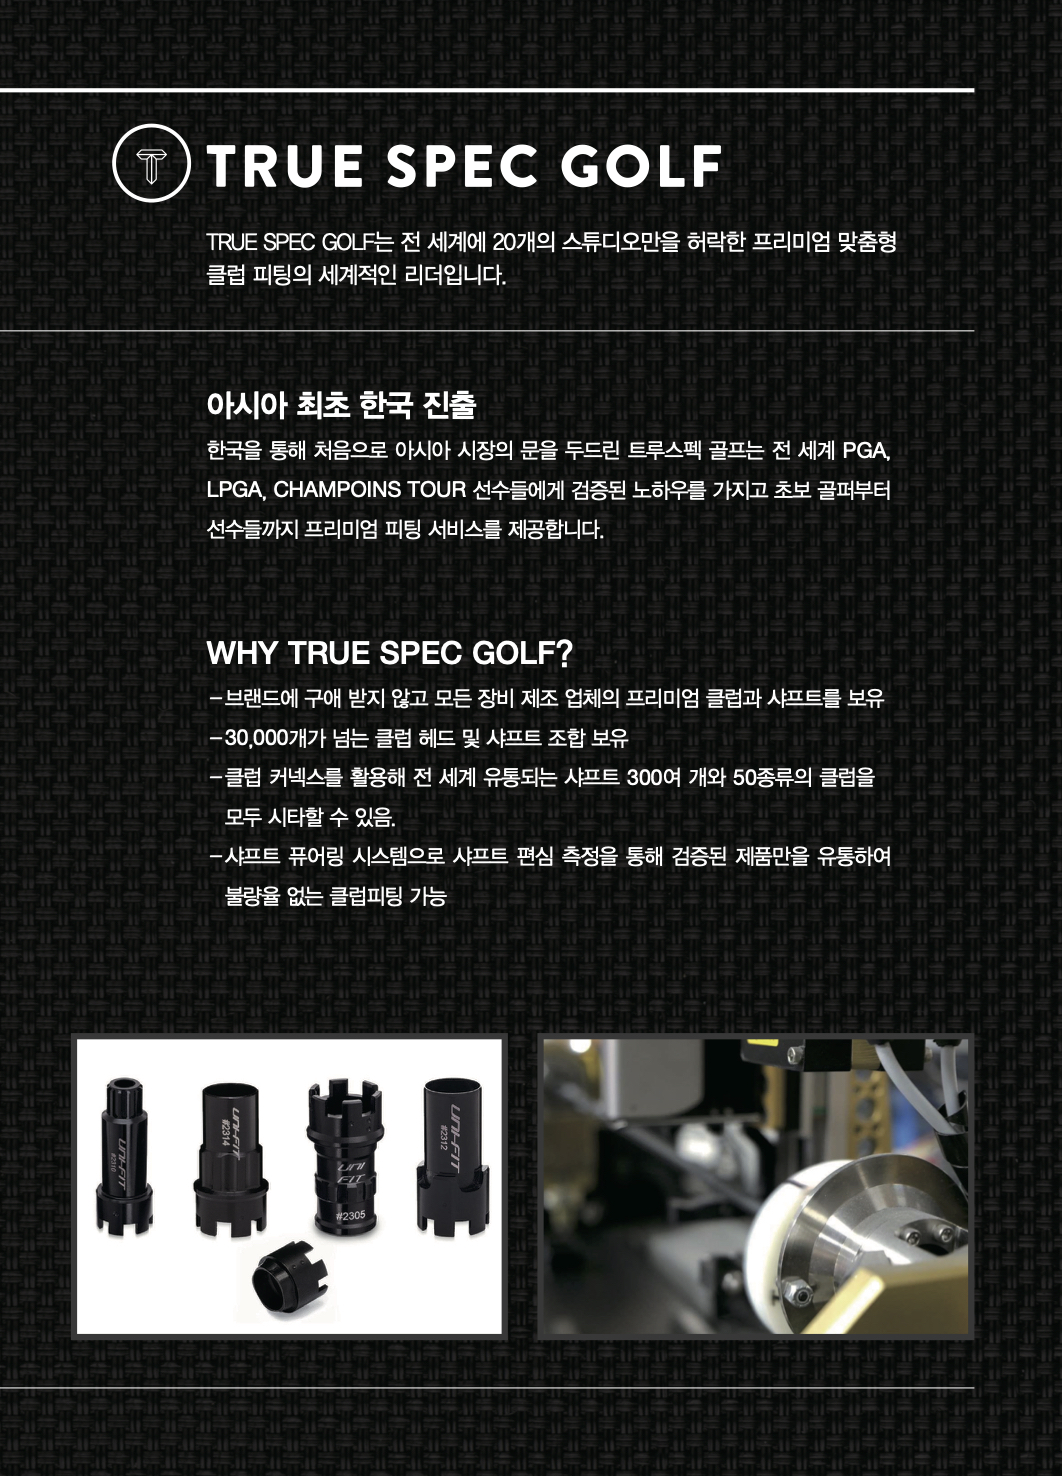 TRUE SPEC GOLF
TRUE SPEC GOLF는 전 세계에 20개의 스튜디오만을 허락한 프리미엄 맞춤형
클럽 피팅의 세계적인 리더입니다.
아시아 최초 한국 진출
한국을 통해 처음으로 아시아 시장의 문을 두드린 트루스펙 골프는 전 세계 PGA,
LPGA, CHAMPOINS TOUR 선수들에게 검증된 노하우를 가지고 초보 골퍼부터
선수들까지 프리미엄 피팅 서비스를 제공합니다.
WHY TRUE SPEC GOLF?
-브랜드에 구애 받지 않고 모든 장비 제조 업체의 프리미엄 클럽과 샤프트를 보유
-30,000개가 넘는 클럽 헤드 및 샤프트 조합 보유
-클럽 커넥스를 활용해 전 세계 유통되는 샤프트 300여 개와 50종류의 클럽을
모두 시타할 수 있음.
-샤프트 퓨어링 시스템으로 샤프트 편심 측정을 통해 검증된 제품만을 유통하여
불량율 없는 클럽피팅 가능
UNI-FIT
UNI-FIT
#2314
UNI
FIT
#2305
UNI-FIT
#2312